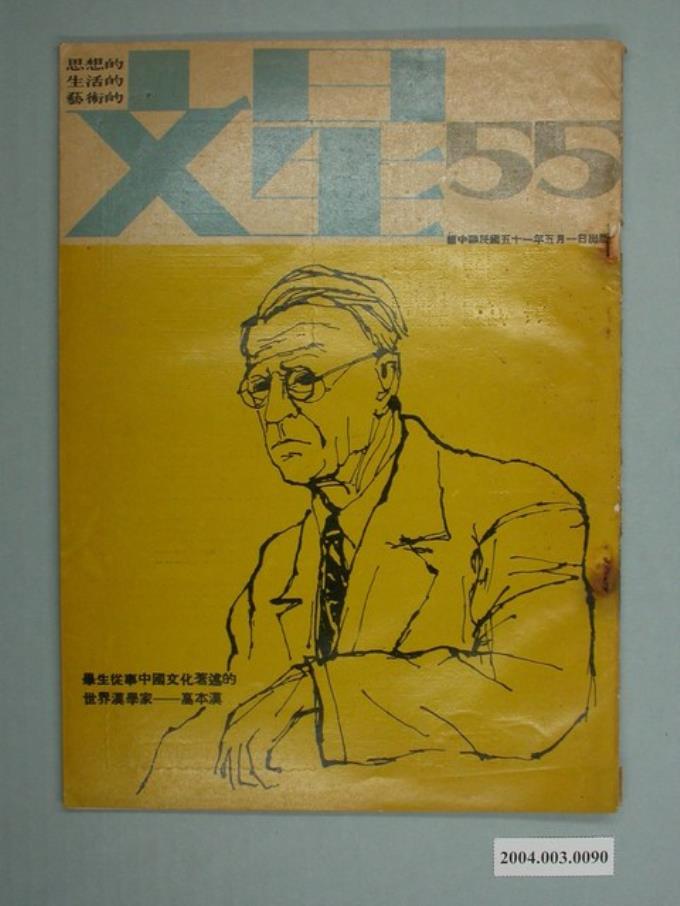 思想的
生活的
藝術的
文星
55
中華民國五十一年五月一日出版
畢生從事中國文化著述的
世界漢學家——高本漢
2004.003.0090